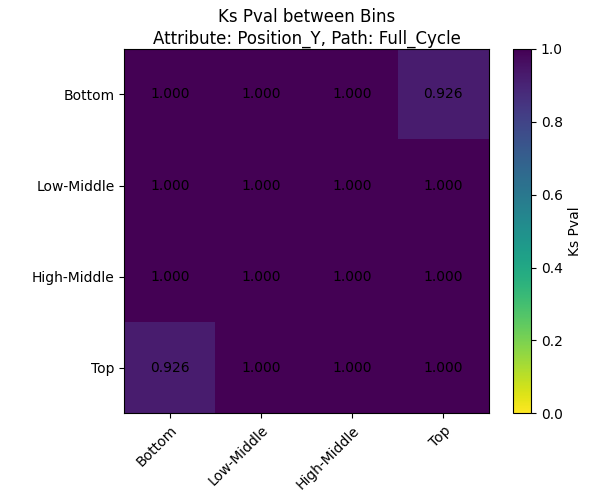 Ks Pval between Bins
Attribute: Position_Y, Path: Full_Cycle
Bottom 1.000 1.000 1.000 0.926
Low-Middle 1.000 1.000 1.000 1.000
High-Middle 1.000 1.000 1.000 1.000
Top 0.926 1.000 1.000 1.000
Bottom Low-Middle High-Middle Top
1.0
0.8
0.6
0.4
0.2
0.0
Ks Pval